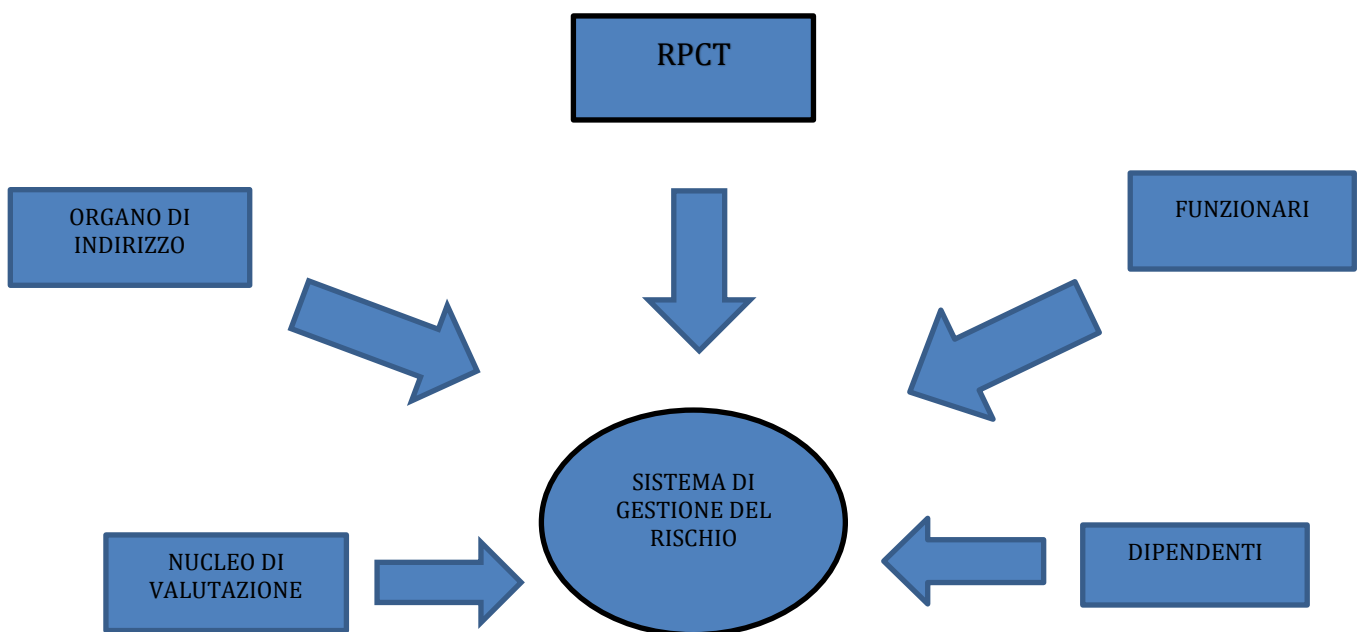 RPCT
ORGANO DI
INDIRIZZO
FUNZIONARI
SISTEMA DI
GESTIONE DEL
RISCHIO
NUCLEO DI
VALUTAZIONE
DIPENDENTI